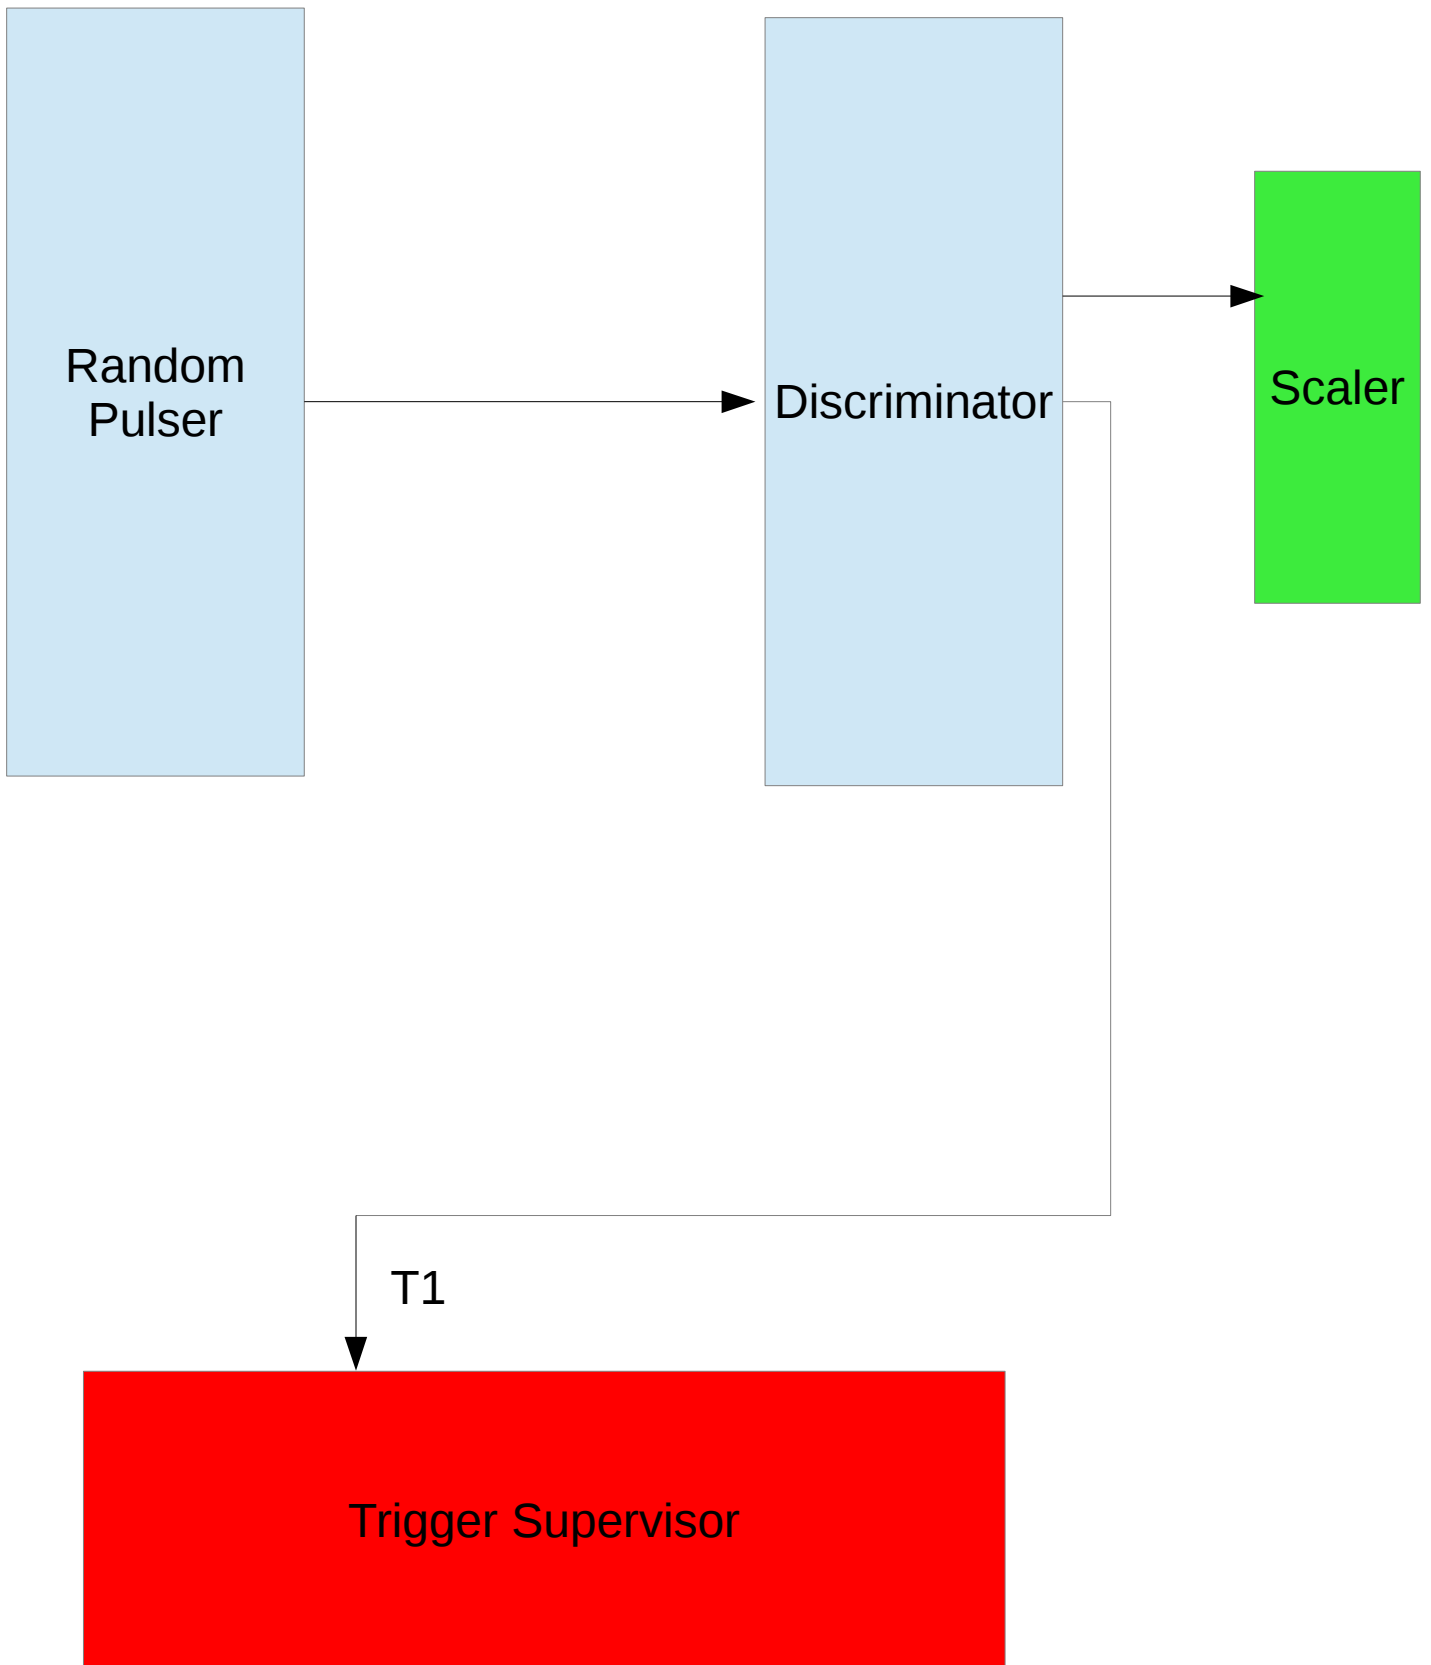 Random
Pulser
Discriminator
Scaler
T1
Trigger Supervisor